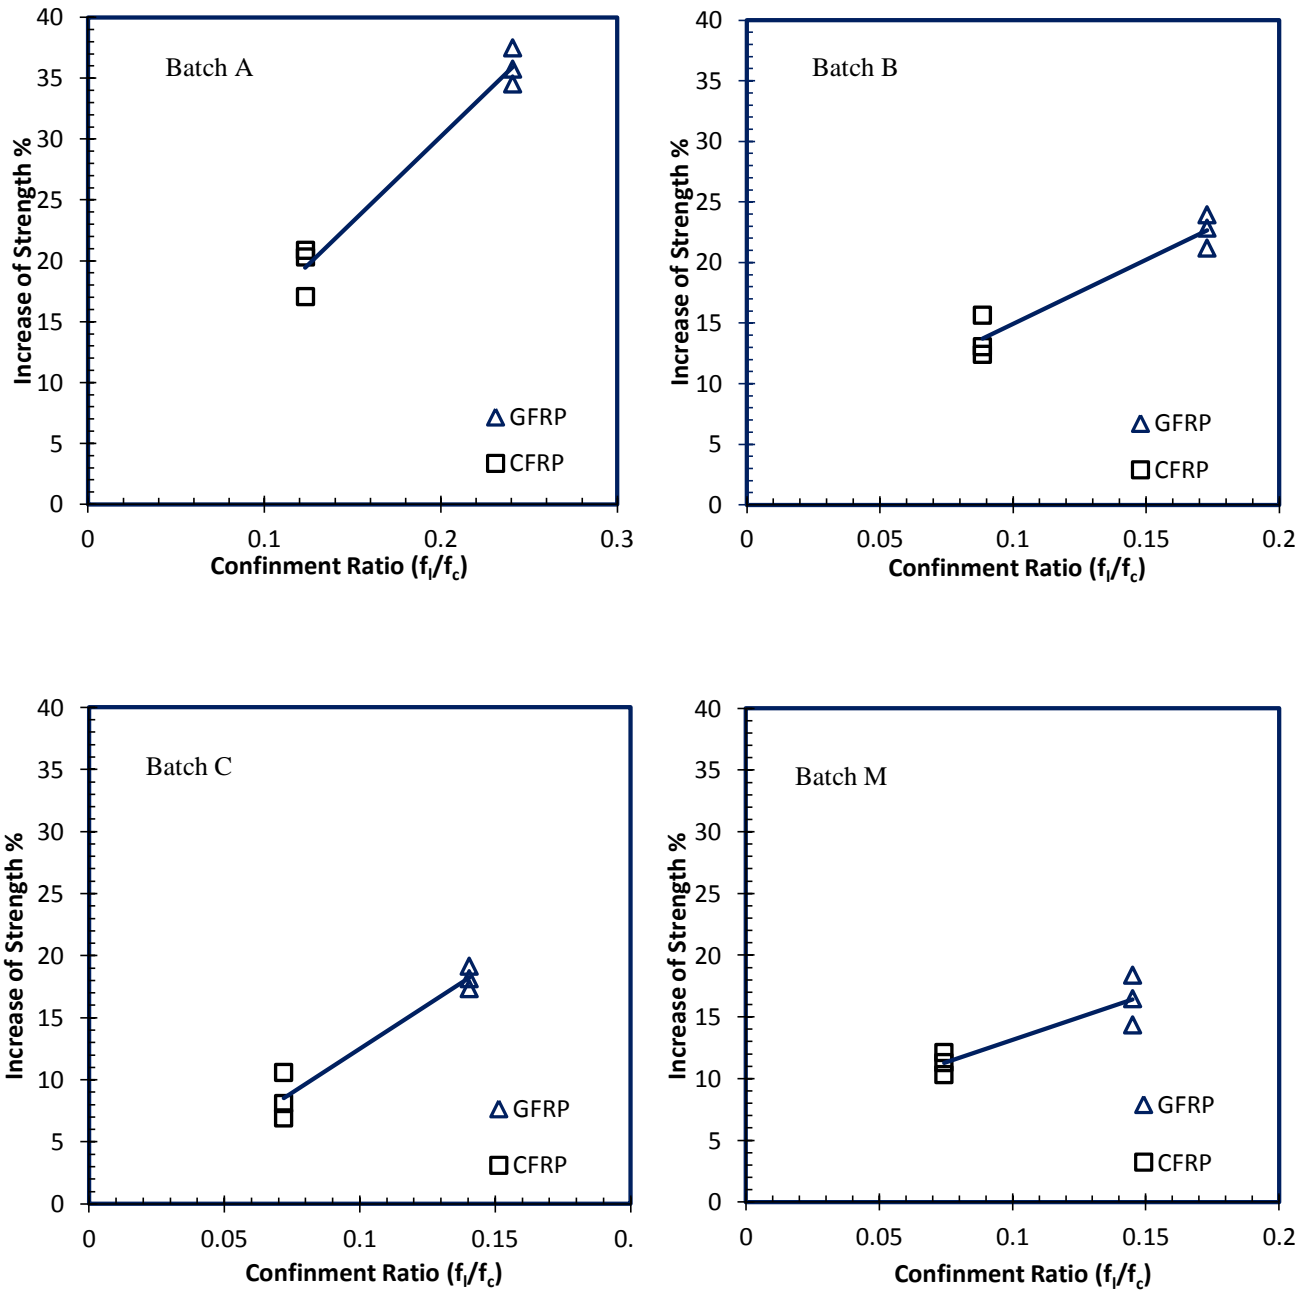 40
35
30
25
20
15
10
5
0
Increase of Strength %
Batch A
GFRP
CFRP
0 0.1 0.2 0.3
Confinment Ratio (fl/fc)
40
35
30
25
20
15
10
5
0
Increase of Strength %
Batch B
GFRP
CFRP
0 0.05 0.1 0.15 0.2
Confinment Ratio (fl/fc)
40
35
30
25
20
15
10
5
0
Increase of Strength %
Batch C
GFRP
CFRP
0 0.05 0.1 0.15 0.
Confinment Ratio (fl/fc)
40
35
30
25
20
15
10
5
0
Increase of Strength %
Batch M
GFRP
CFRP
0 0.05 0.1 0.15 0.2
Confinment Ratio (fl/fc)